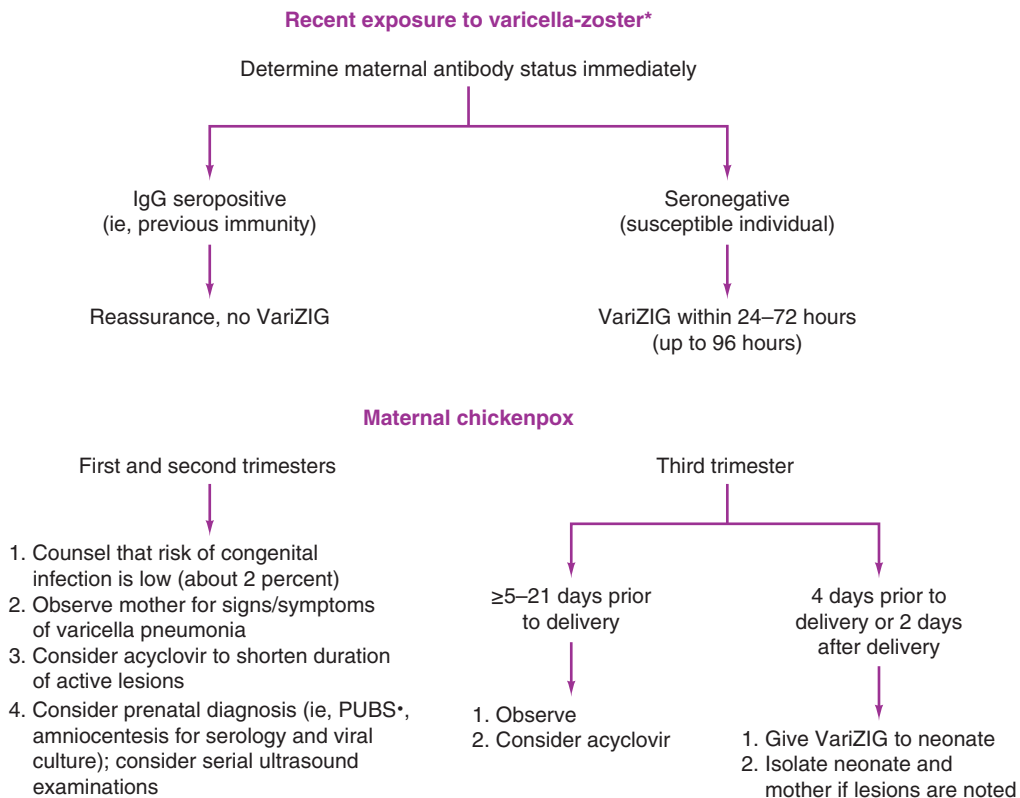 Recent exposure to varicella-zoster*
Determine maternal antibody status immediately
IgG seropositive
(ie, previous immunity)
Seronegative
(susceptible individual)
Reassurance, no VariZIG
VariZIG within 24–72 hours
(up to 96 hours)
Maternal chickenpox
First and second trimesters
1. Counsel that risk of congenital
infection is low (about 2 percent)
2. Observe mother for signs/symptoms
of varicella pneumonia
3. Consider acyclovir to shorten duration
of active lesions
4. Consider prenatal diagnosis (ie, PUBS•,
amniocentesis for serology and viral
culture); consider serial ultrasound
examinations
Third trimester
≥5–21 days prior
to delivery
1. Observe
2. Consider acyclovir
4 days prior to
delivery or 2 days
after delivery
1. Give VariZIG to neonate
2. Isolate neonate and
mother if lesions are noted